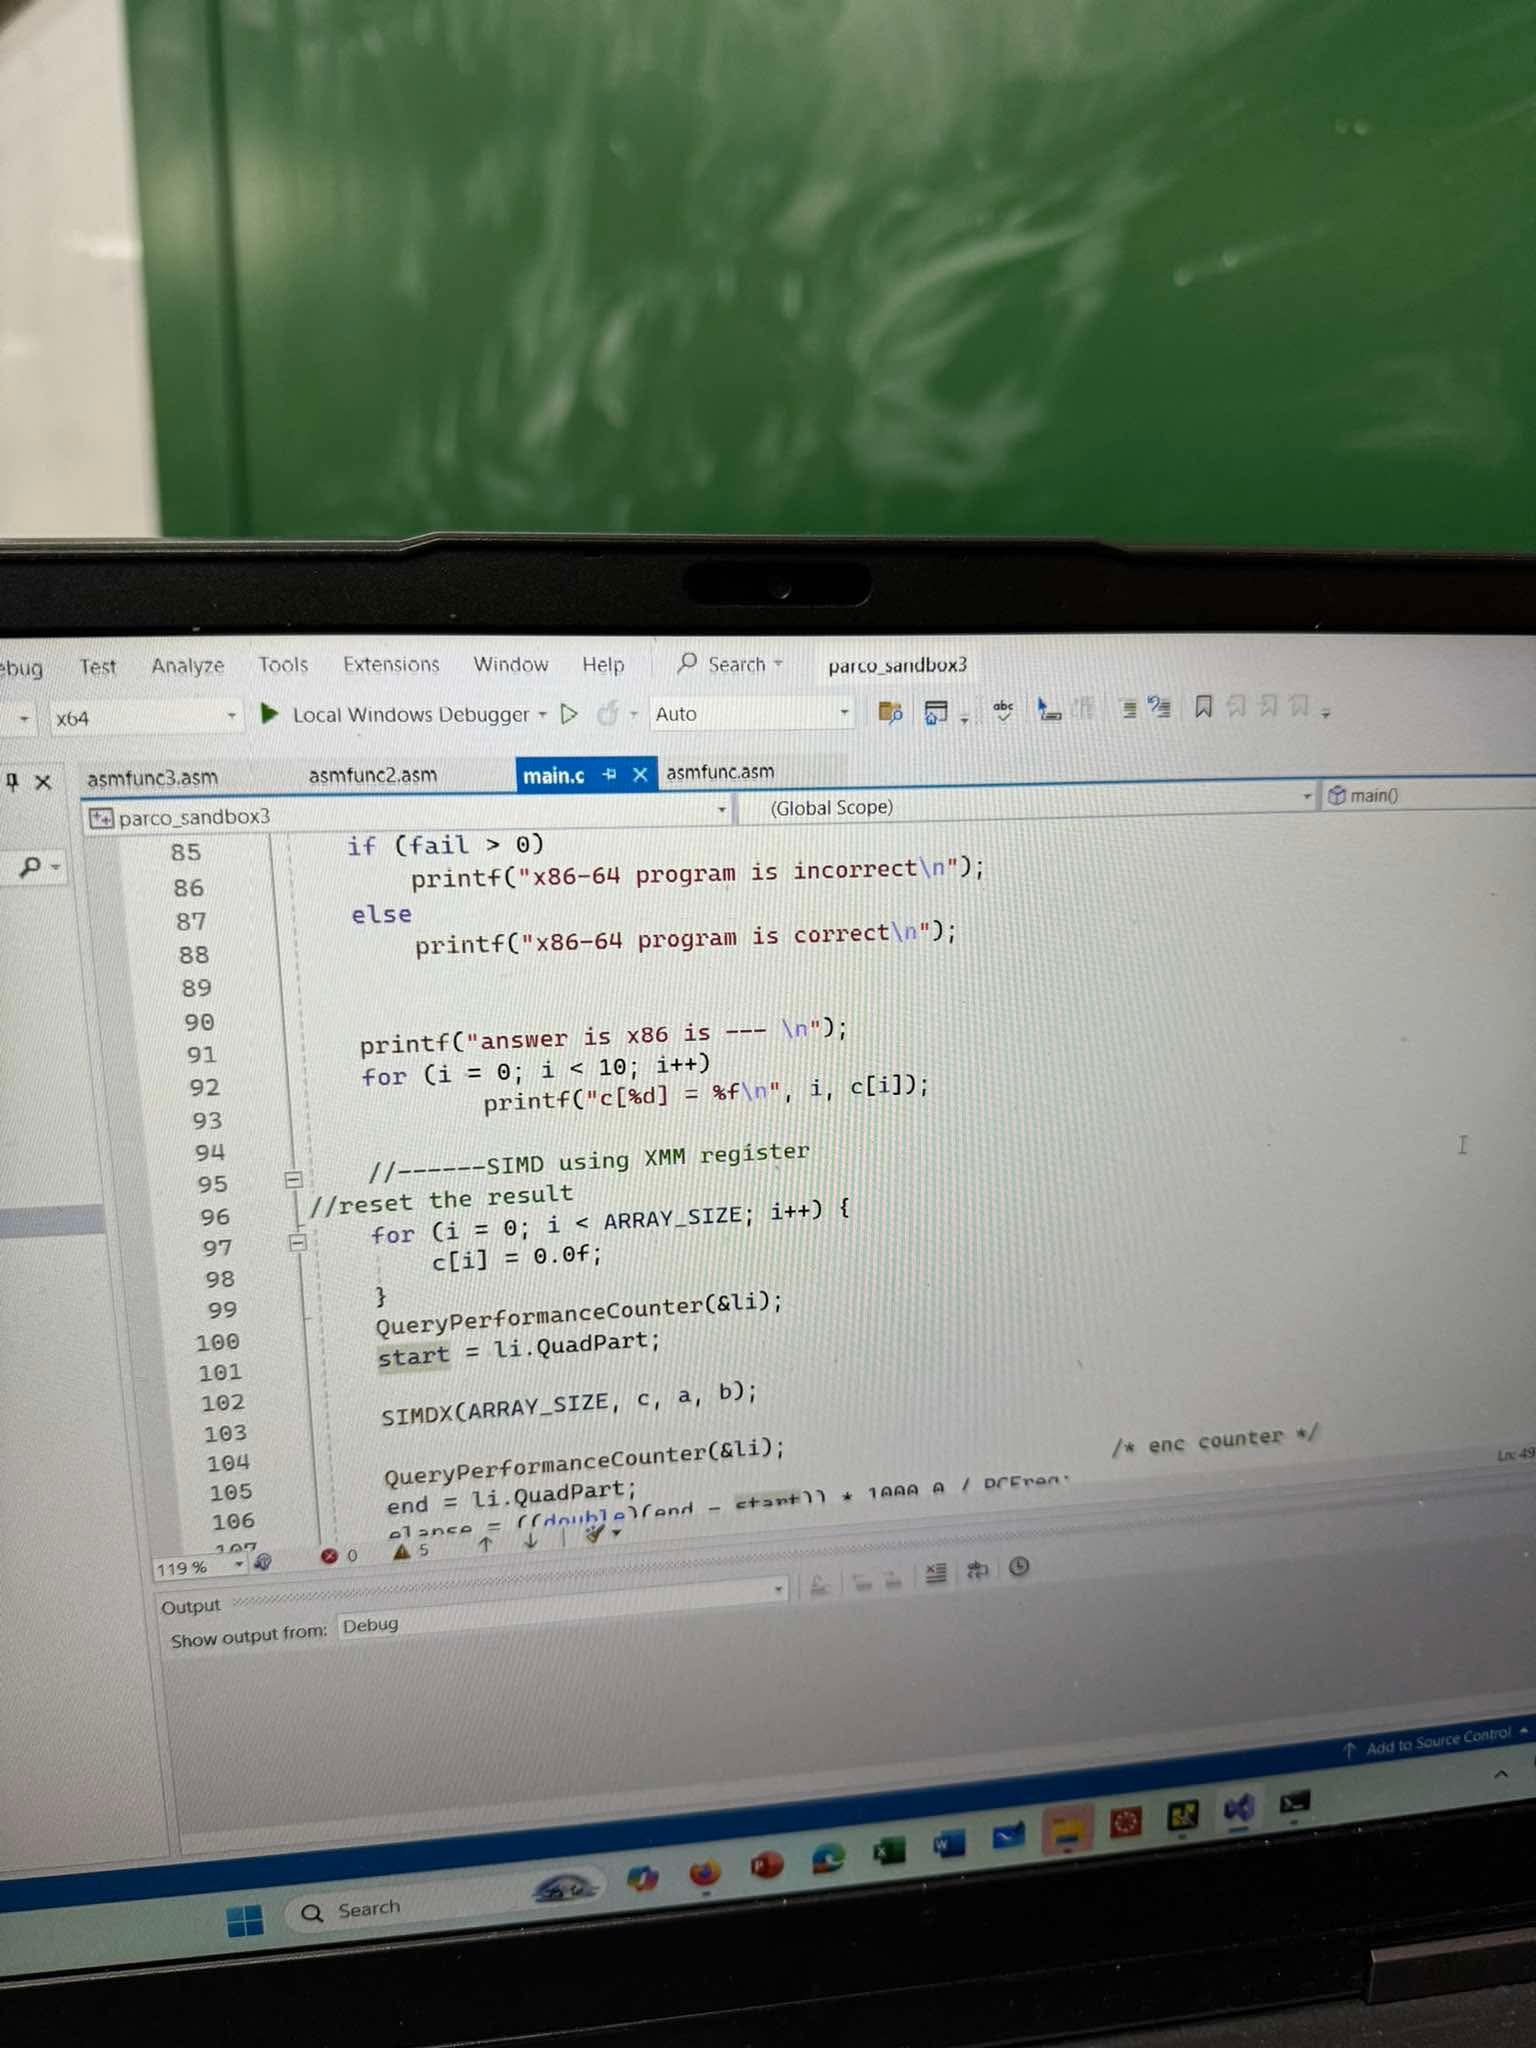 ebug Test Analyze Tools Extensions Window Help Search parco_sandbox3
x64 Local Windows Debugger Auto
asmfunc3.asm asmfunc2.asm main.c asmfunc.asm
parco_sandbox3 (Global Scope) main()
85 if (fail > 0)
86 printf("x86-64 program is incorrect\n");
87 else
88 printf("x86-64 program is correct\n");
89
90
91 printf("answer is x86 is --- \n");
92 for (i = 0; i < 10; i++)
93 printf("c[%d] = %f\n", i, c[i]);
94
95 //------SIMD using XMM register
96 //reset the result
97 for (i = 0; i < ARRAY_SIZE; i++) {
98 c[i] = 0.0f;
99 }
100 QueryPerformanceCounter(&li);
101 start = li.QuadPart;
102
103 SIMDX(ARRAY_SIZE, c, a, b);
104
105 QueryPerformanceCounter(&li); /* enc counter */
106 end = li.QuadPart;
107 elapse = ((double)(end - start)) * 1000.0 / PCFreq;
119 % 0 5 Ln: 49
Output
Show output from: Debug
Add to Source Control
Search